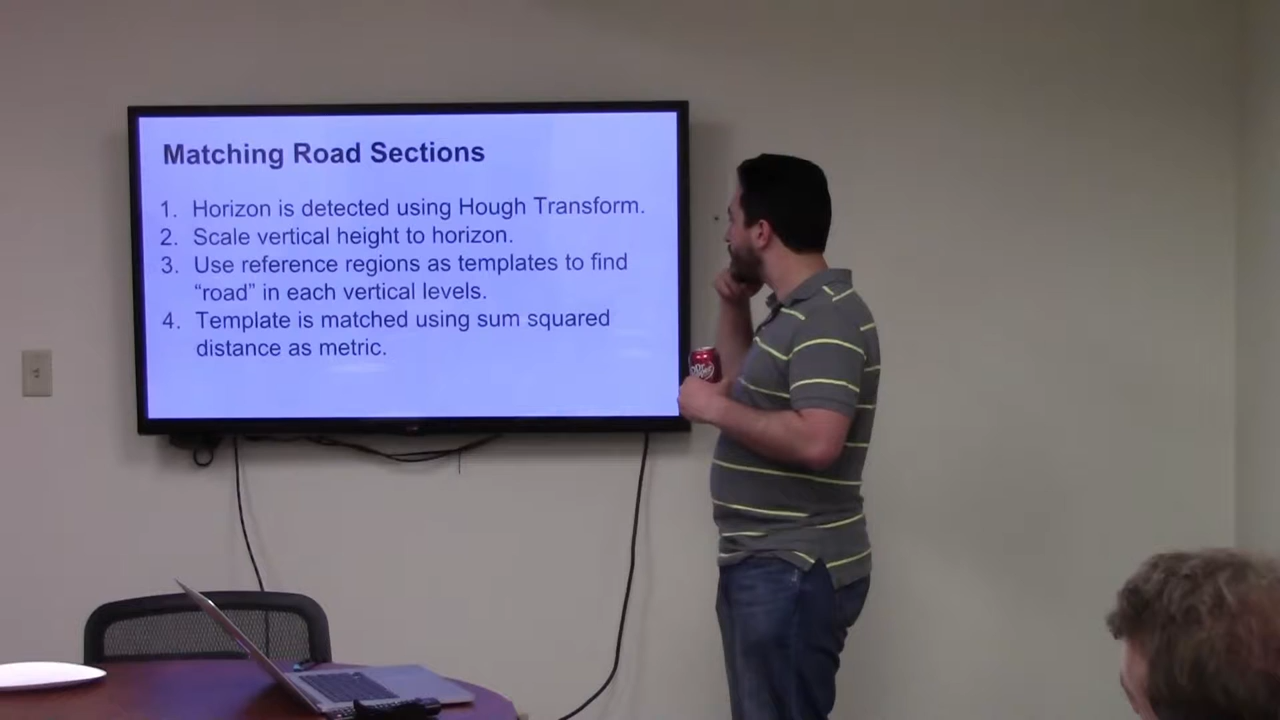 Matching Road Sections
1. Horizon is detected using Hough Transform.
2. Scale vertical height to horizon.
3. Use reference regions as templates to find
“road” in each vertical levels.
4. Template is matched using sum squared
distance as metric.
Dr Pepper